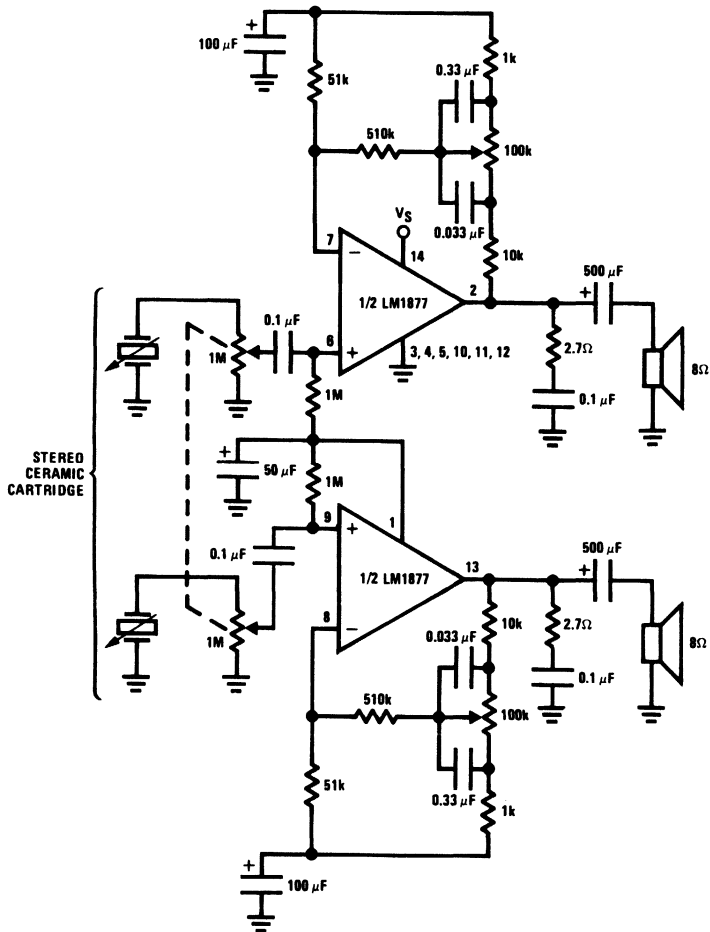 100 µF
+
51k
1k
0.33 µF
510k
100k
0.033 µF
10k
VS
7
−
14
1/2 LM1877
2
500 µF
+
0.1 µF
6
+
3, 4, 5, 10, 11, 12
2.7Ω
0.1 µF
8Ω
1M
1M
STEREO
CERAMIC
CARTRIDGE
+
50 µF
1M
9
+
1
0.1 µF
1/2 LM1877
13
500 µF
+
8
−
1M
10k
2.7Ω
8Ω
0.033 µF
0.1 µF
510k
100k
51k
0.33 µF
1k
+
100 µF